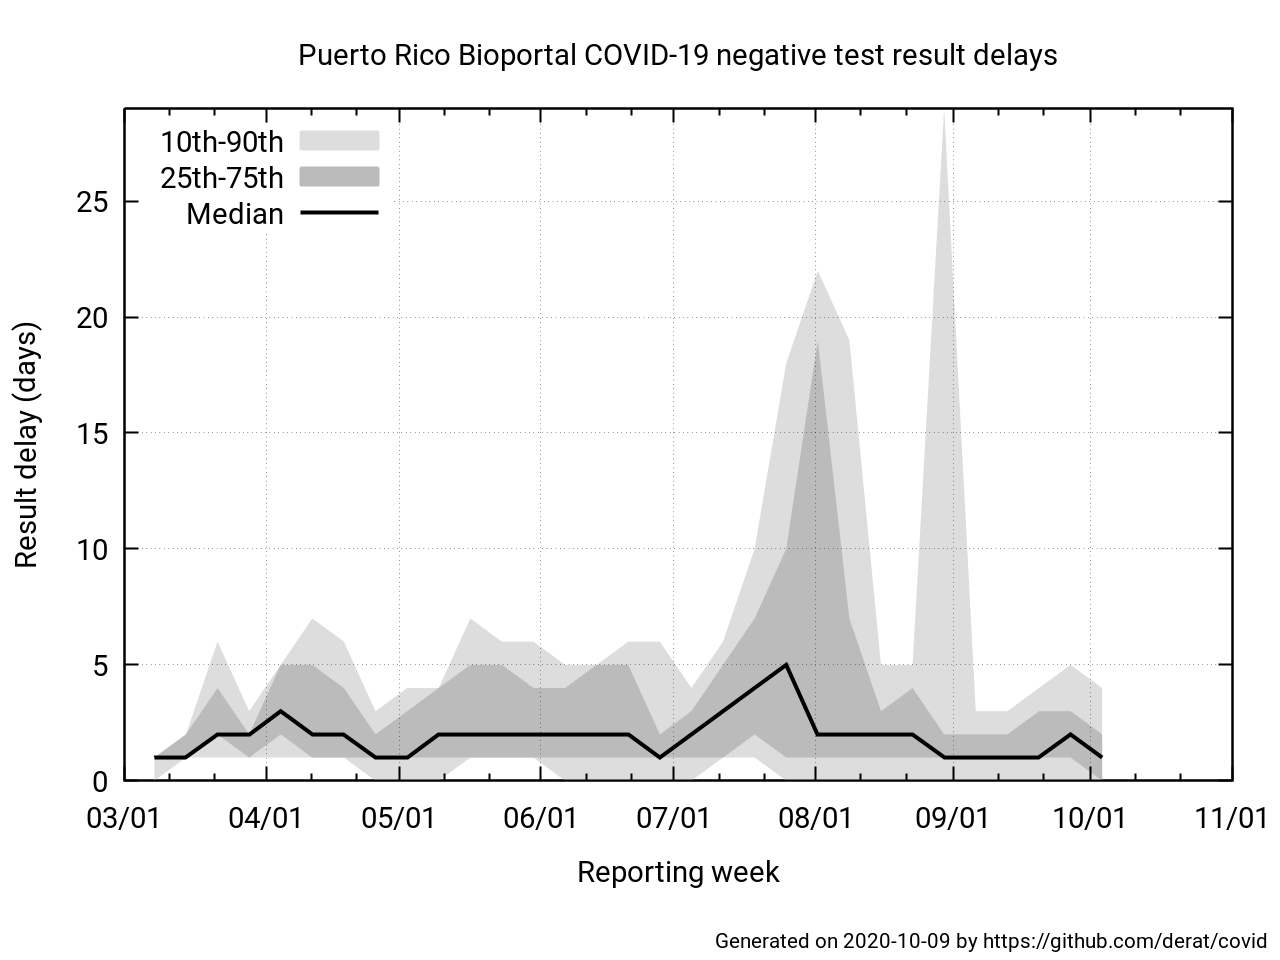 Puerto Rico Bioportal COVID-19 negative test result delays
10th-90th
25th-75th
Median
25
20
15
10
5
0
Result delay (days)
03/01 04/01 05/01 06/01 07/01 08/01 09/01 10/01 11/01
Reporting week
Generated on 2020-10-09 by https://github.com/derat/covid